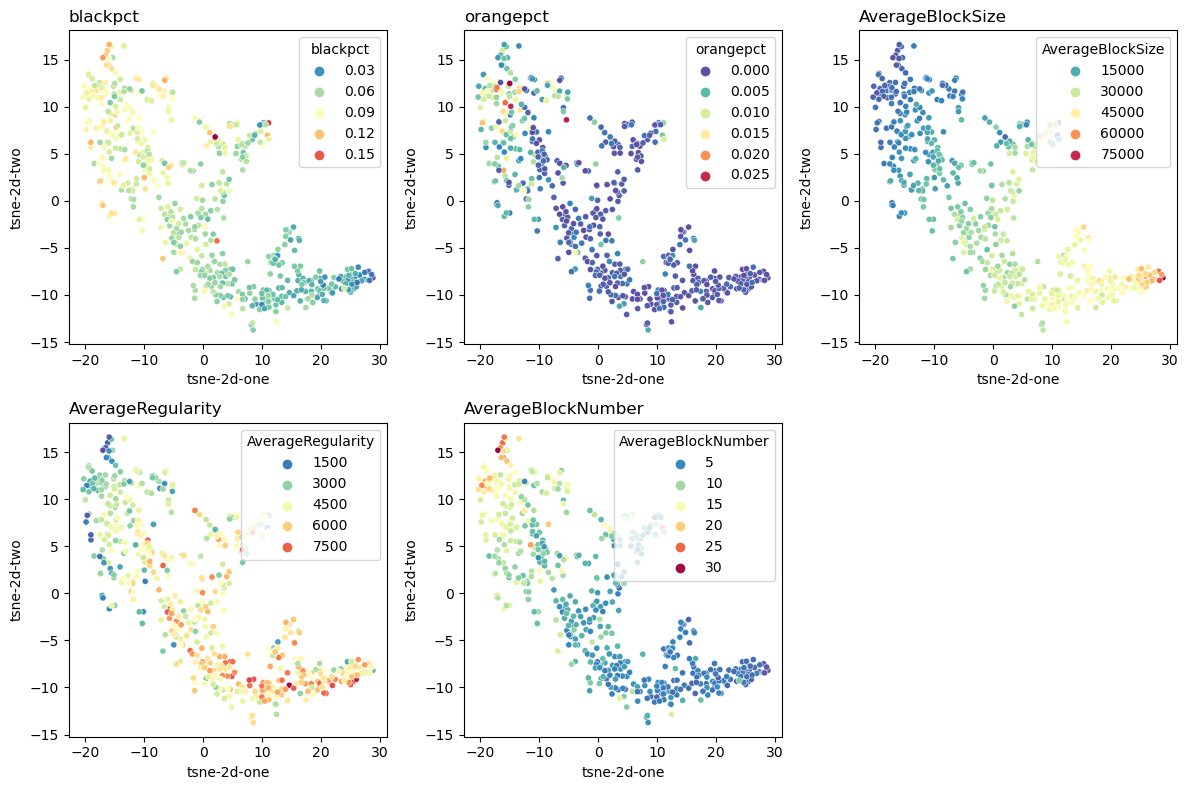 blackpct
blackpct
0.03
0.06
0.09
0.12
0.15
15
10
5
0
−5
−10
−15
−20 −10 0 10 20 30
tsne-2d-one
tsne-2d-two
orangepct
orangepct
0.000
0.005
0.010
0.015
0.020
0.025
15
10
5
0
−5
−10
−15
−20 −10 0 10 20 30
tsne-2d-one
tsne-2d-two
AverageBlockSize
AverageBlockSize
15000
30000
45000
60000
75000
15
10
5
0
−5
−10
−15
−20 −10 0 10 20 30
tsne-2d-one
tsne-2d-two
AverageRegularity
AverageRegularity
1500
3000
4500
6000
7500
15
10
5
0
−5
−10
−15
−20 −10 0 10 20 30
tsne-2d-one
tsne-2d-two
AverageBlockNumber
AverageBlockNumber
5
10
15
20
25
30
15
10
5
0
−5
−10
−15
−20 −10 0 10 20 30
tsne-2d-one
tsne-2d-two